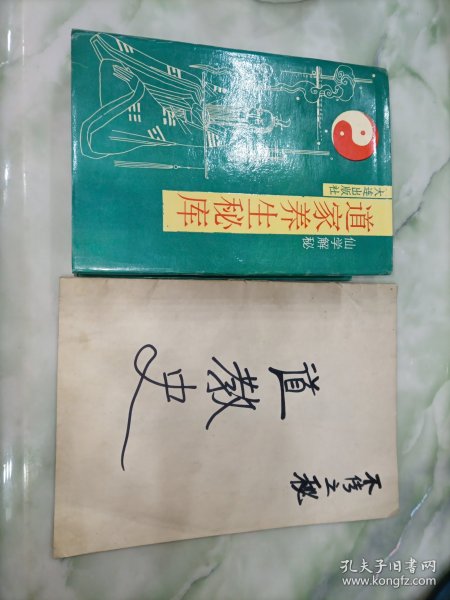 仙学解秘
道家养生秘库
大连出版社
道教史
不传之秘
孔夫子旧书网
www.kongfz.com